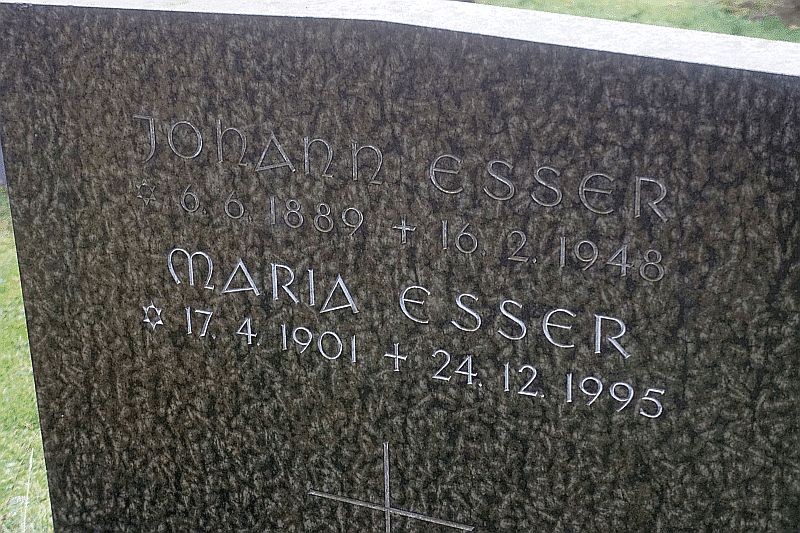 JOHANN ESSER
✡ 6. 6. 1889 ✝ 16. 2. 1948
MARIA ESSER
✡ 17. 4. 1901 ✝ 24. 12. 1995